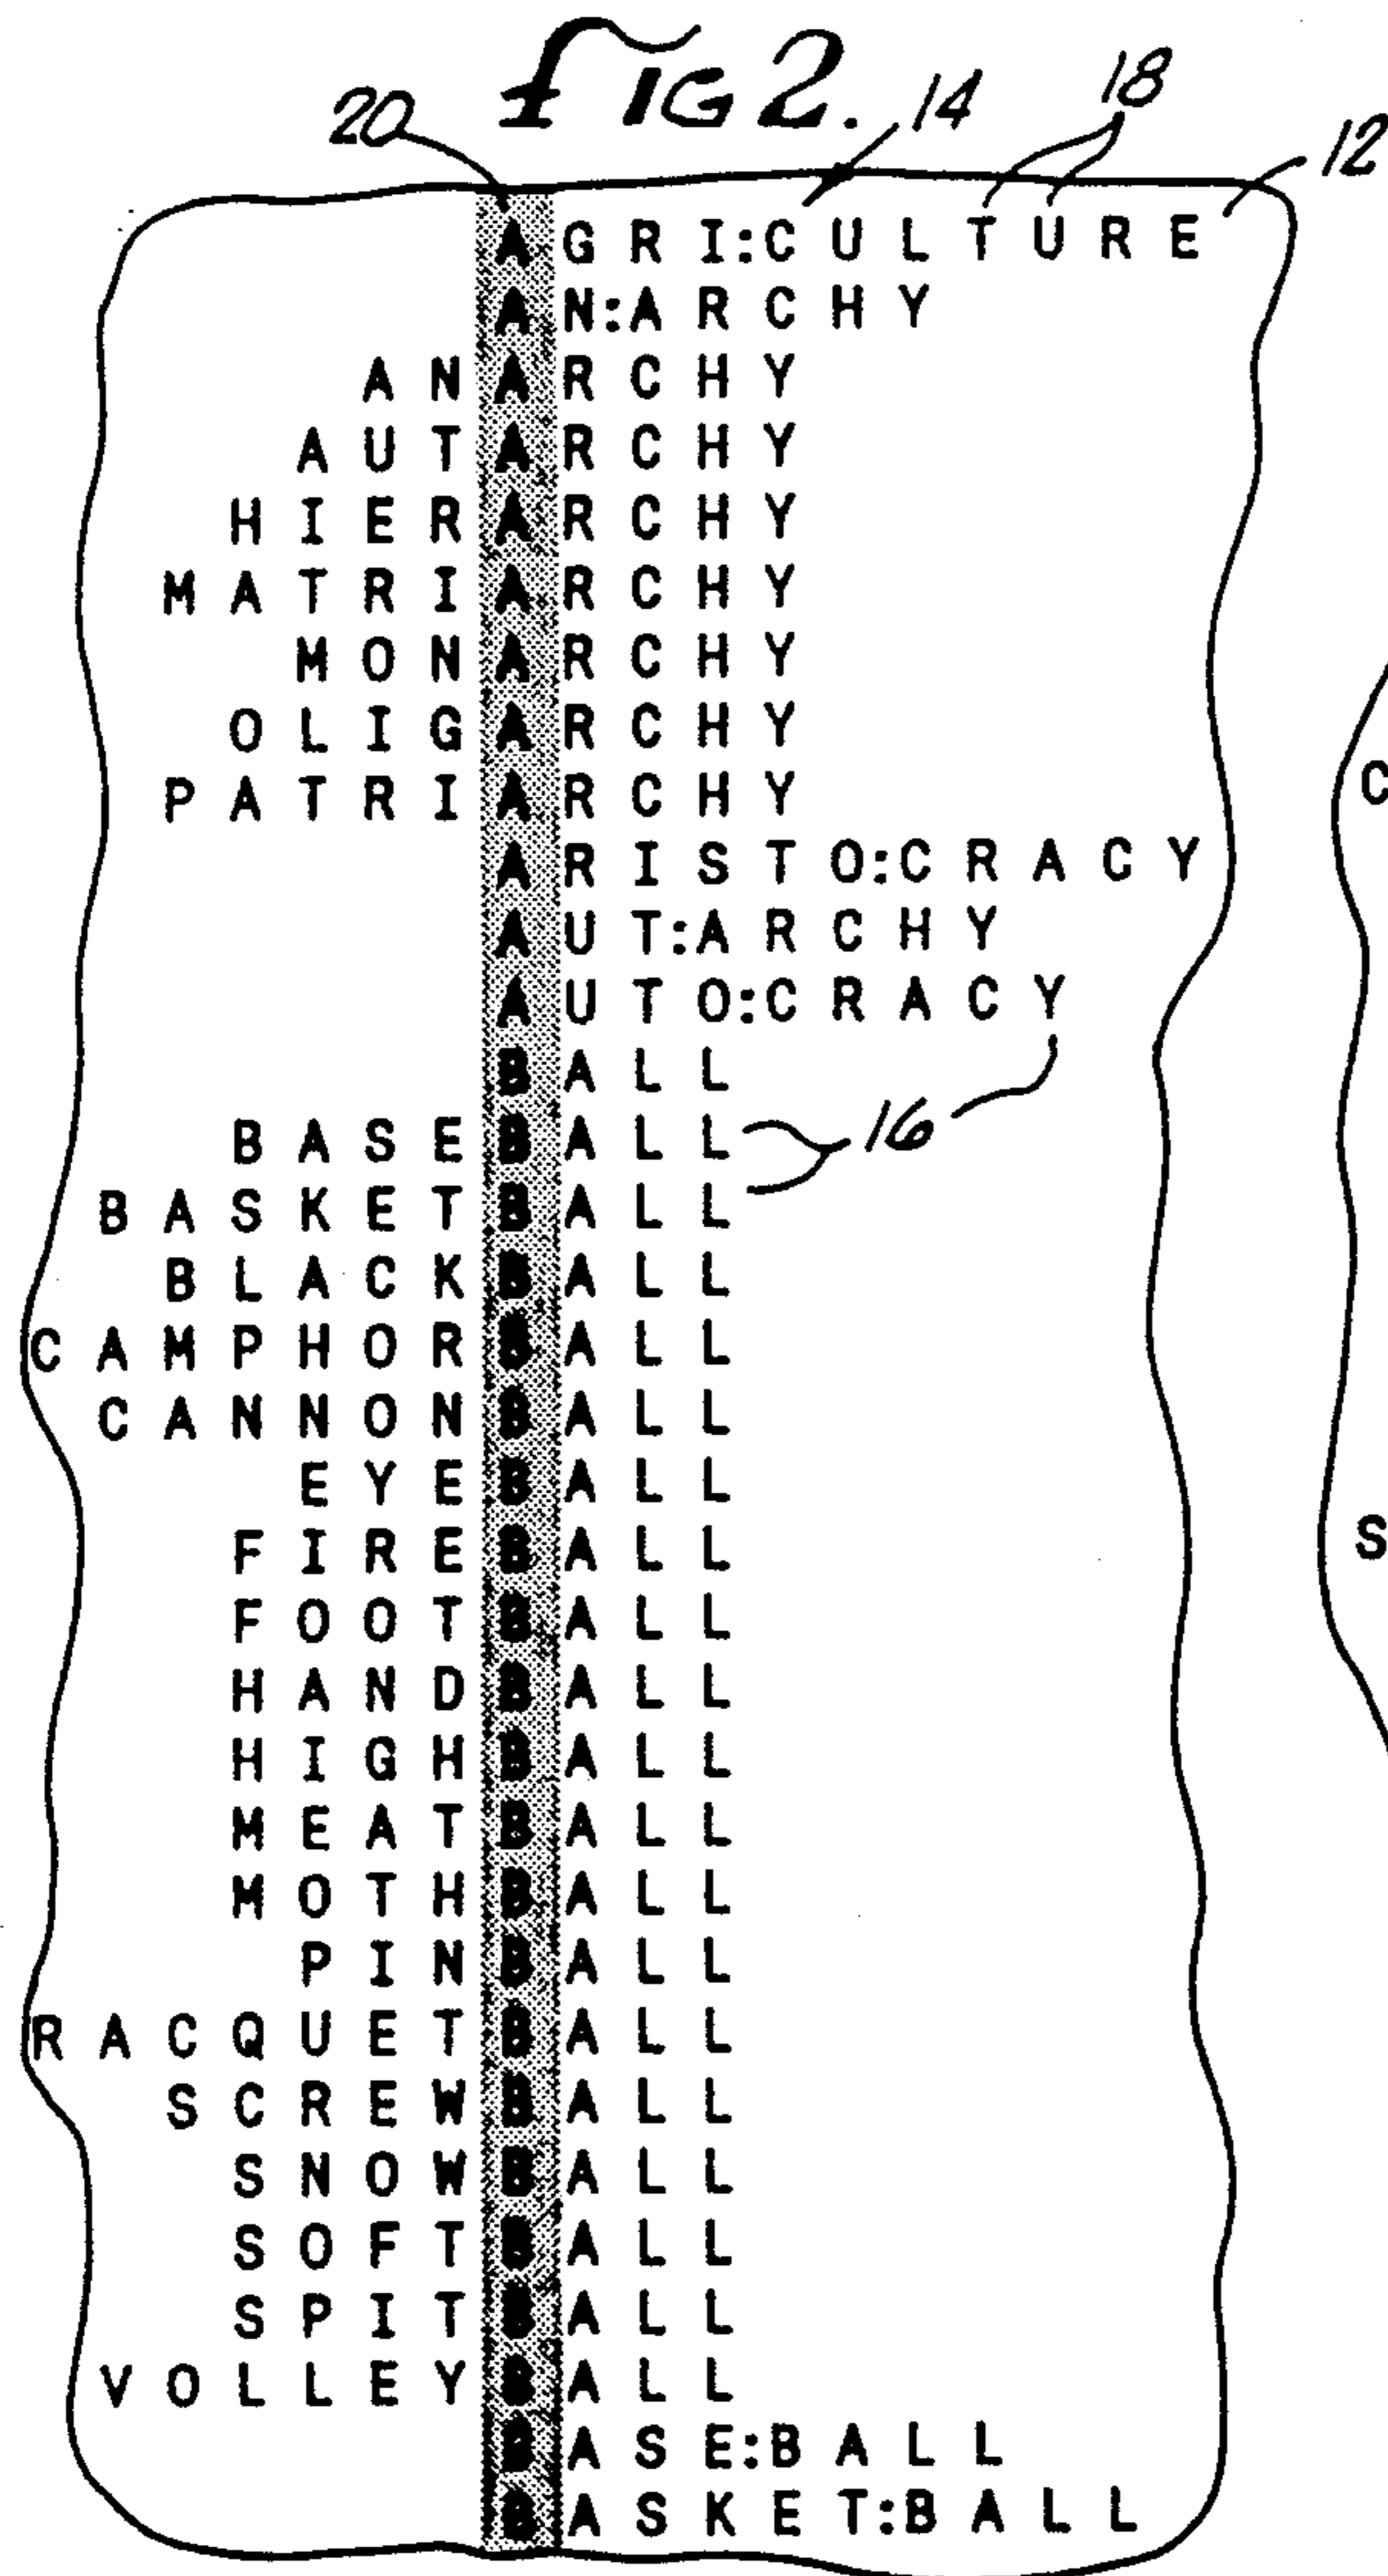 FIG 2.
20 14 18 12
AGRI:CULTURE
AN:ARCHY
ANARCHY
AUTARCHY
HIERARCHY
MATRIARCHY
MONARCHY
OLIGARCHY
PATRIARCHY
C
ARISTO:CRACY
AUT:ARCHY
AUTO:CRACY
BALL
BASEBALL 16
BASKETBALL
BLACKBALL
CAMPHORBALL
CANNONBALL
EYEBALL
FIREBALL
S
FOOTBALL
HANDBALL
HIGHBALL
MEATBALL
MOTHBALL
PINBALL
RACQUETBALL
SCREWBALL
SNOWBALL
SOFTBALL
SPITBALL
VOLLEYBALL
BASE:BALL
BASKET:BALL